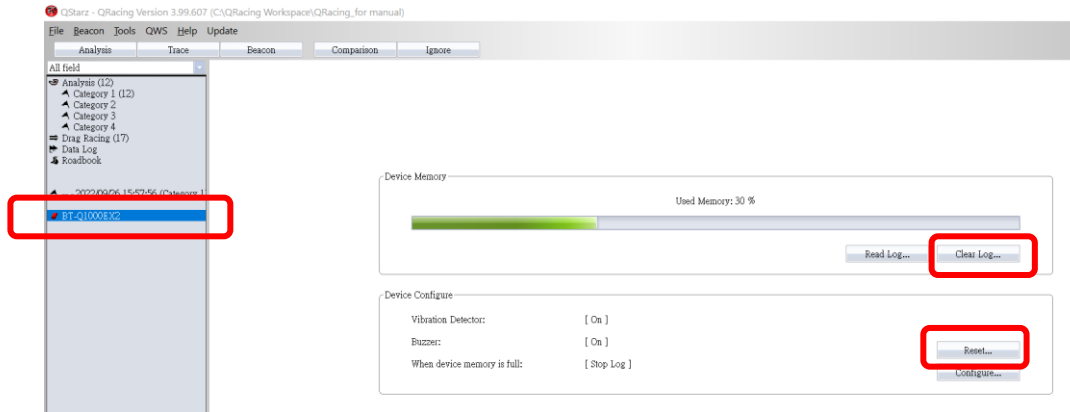 QStarz - QRacing Version 3.99.607 (C:\QRacing Workspace\QRacing_for manual)
File Beacon Tools QWS Help Update
Analysis Trace Beacon Comparison Ignore
All field
Analysis (12)
Category 1 (12)
Category 2
Category 3
Category 4
Drag Racing (17)
Data Log
Roadbook
2022/09/26 15:57:56 (Category 1
BT-Q1000EX2
Device Memory
Used Memory: 30 %
Read Log... Clear Log...
Device Configure
Vibration Detector: [ On ]
Buzzer: [ On ]
Reset...
When device memory is full: [ Stop Log ]
Configure...